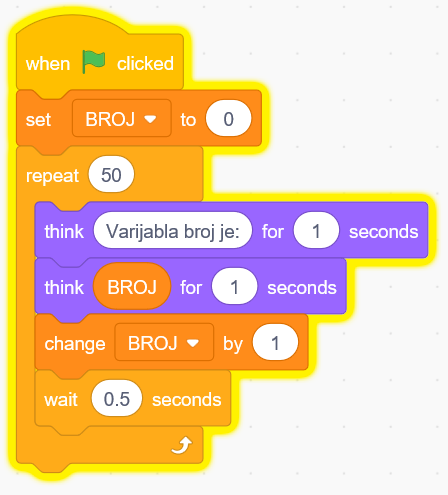 when clicked
set BROJ to 0
repeat 50
think Varijabla broj je: for 1 seconds
think BROJ for 1 seconds
change BROJ by 1
wait 0.5 seconds